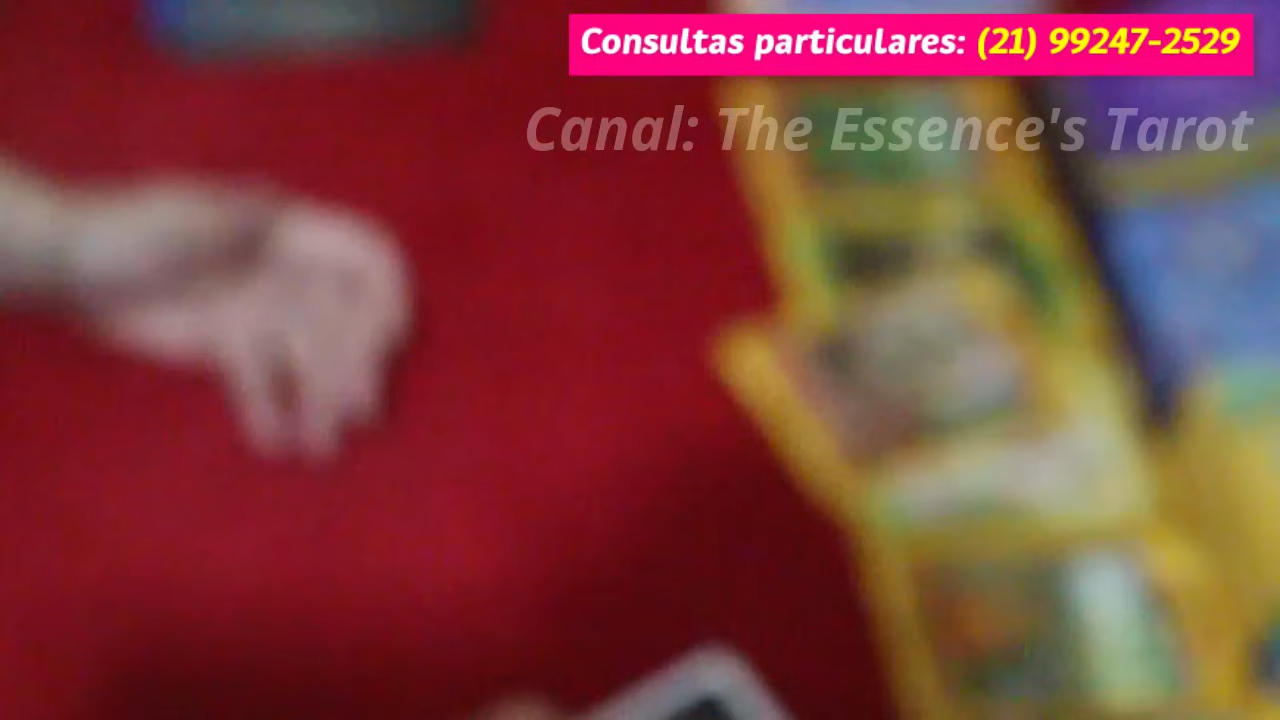 Consultas particulares: (21) 99247-2529
Canal: The Essence's Tarot